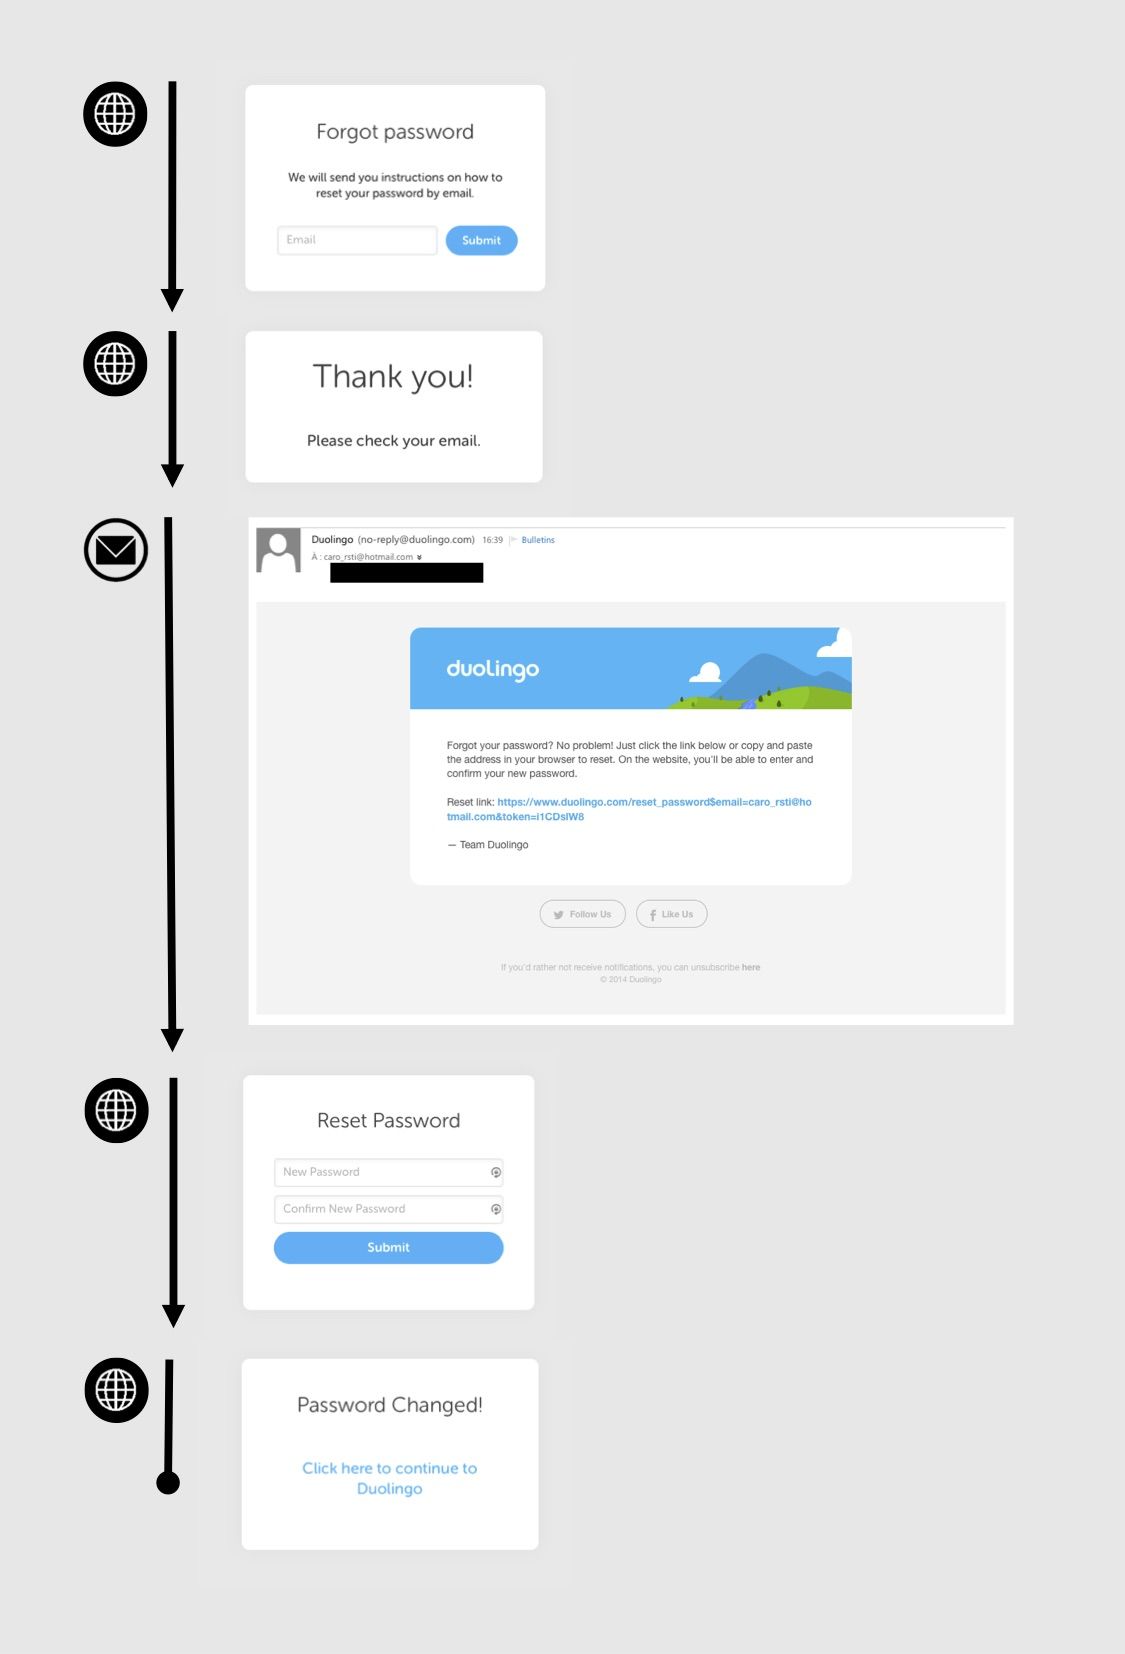 Forgot password
We will send you instructions on how to
reset your password by email.
Email
Submit
Thank you!
Please check your email.
Duolingo (no-reply@duolingo.com) 16:39 Bulletins
À : caro_rsti@hotmail.com
duolingo
Forgot your password? No problem! Just click the link below or copy and paste
the address in your browser to reset. On the website, you'll be able to enter and
confirm your new password.
Reset link: https://www.duolingo.com/reset_password$email=caro_rsti@ho
tmail.com&token=i1CDsIW8
— Team Duolingo
Follow Us
Like Us
If you'd rather not receive notifications, you can unsubscribe here
© 2014 Duolingo
Reset Password
New Password
Confirm New Password
Submit
Password Changed!
Click here to continue to
Duolingo